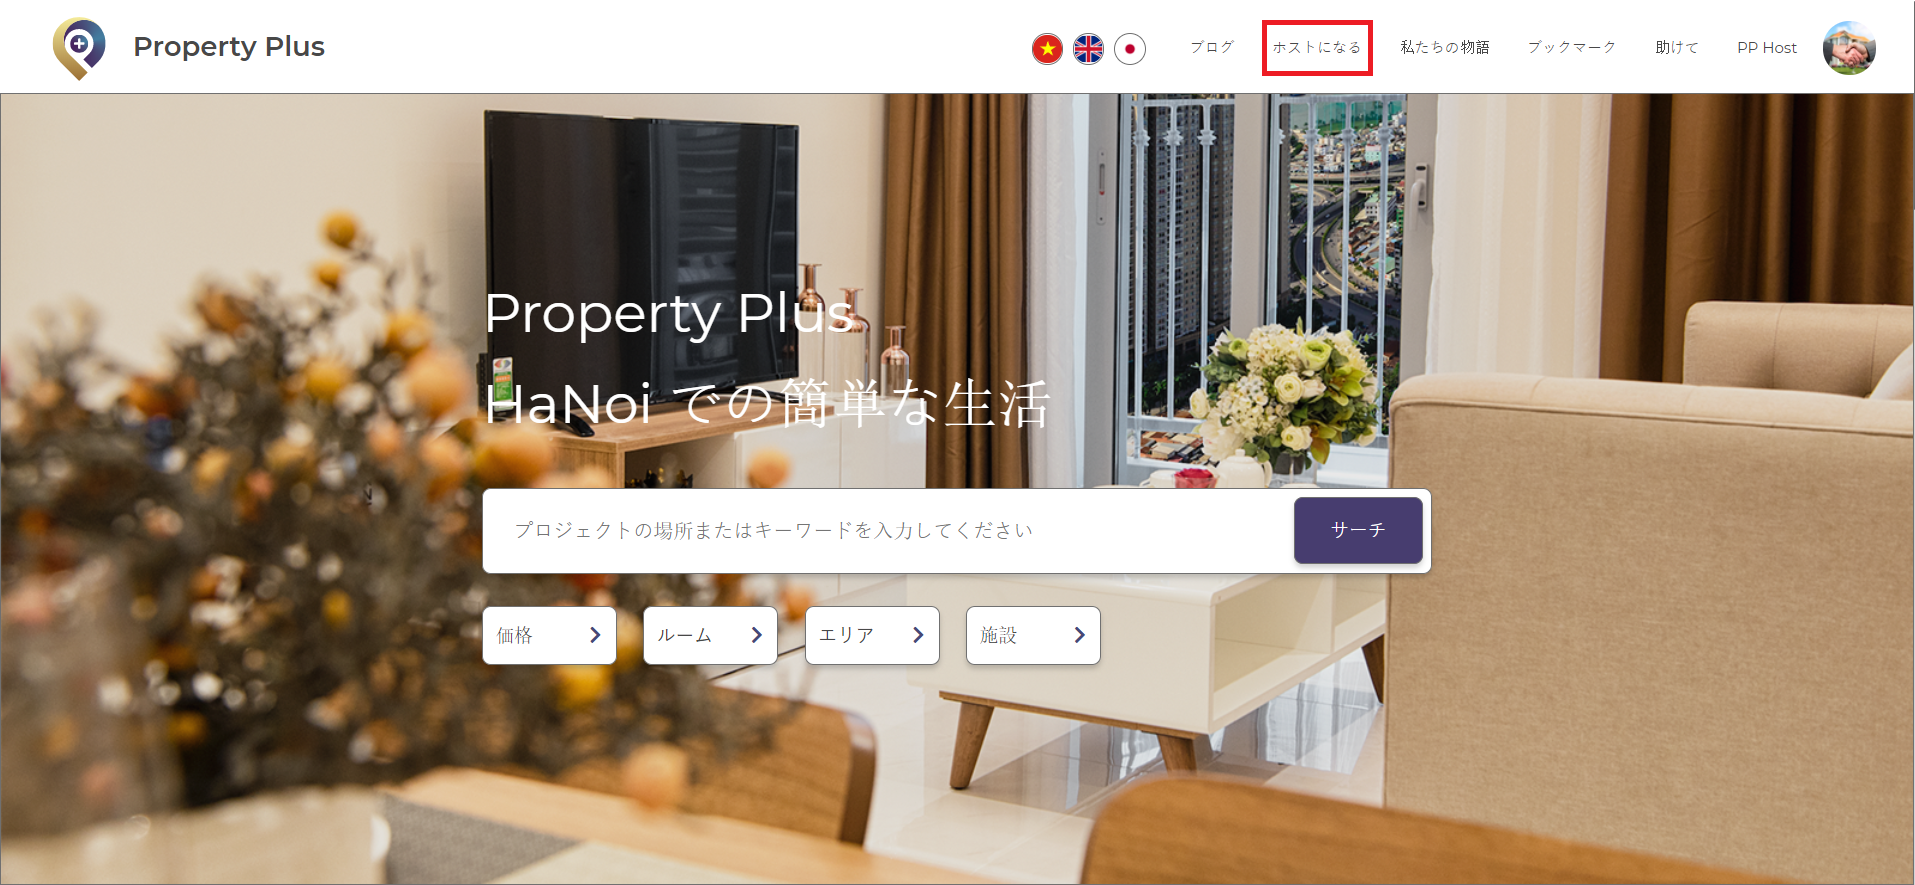 Property Plus
ブログ
ホストになる
私たちの物語
ブックマーク
助けて
PP Host
Property Plus
HaNoi での簡単な生活
プロジェクトの場所またはキーワードを入力してください
サーチ
価格
ルーム
エリア
施設